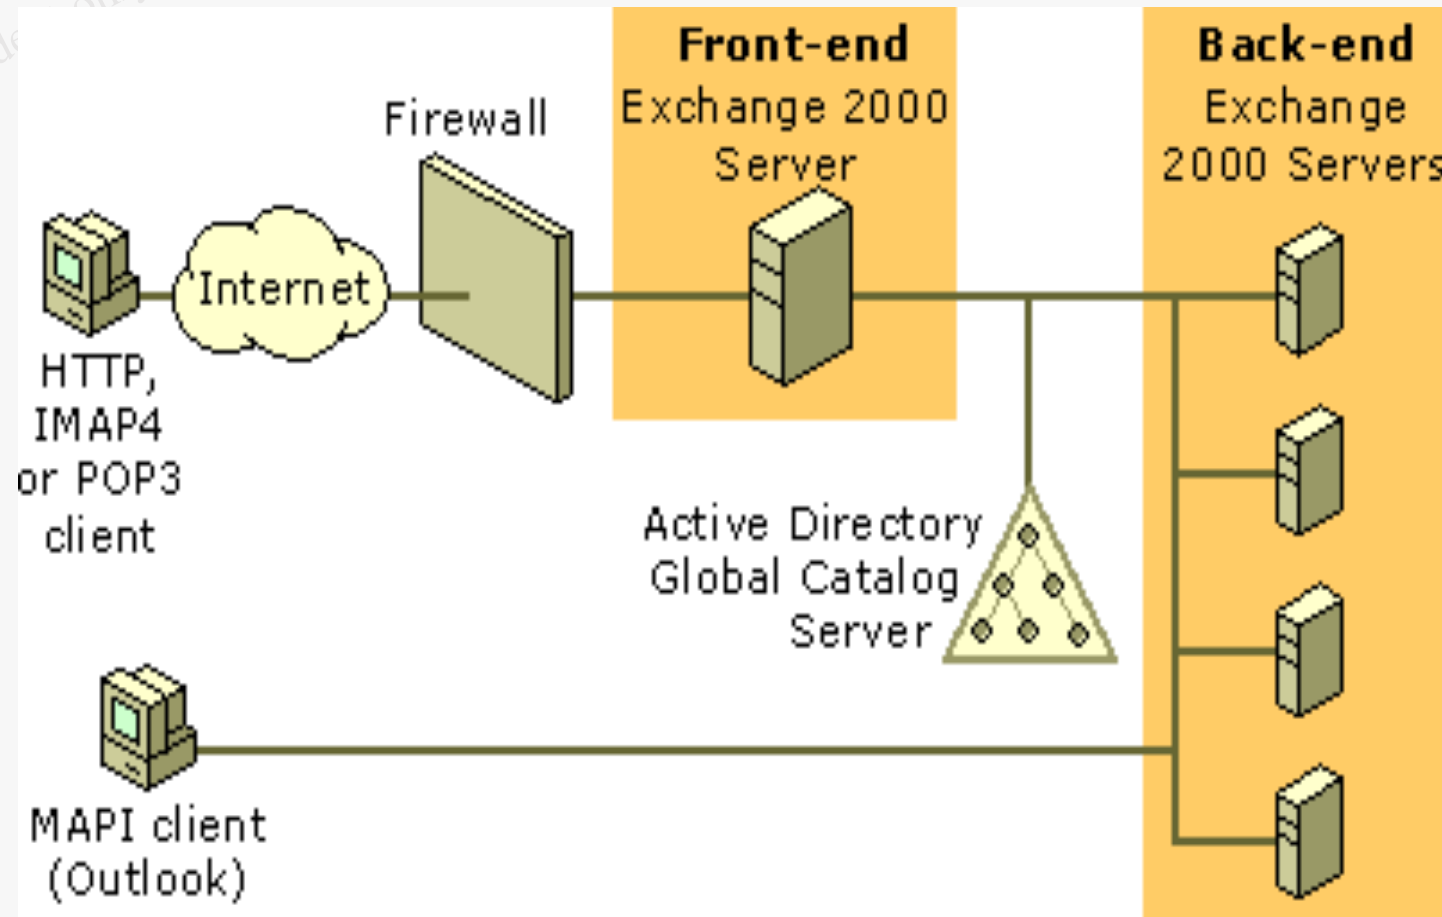 Front-end
Exchange 2000
Server
Back-end
Exchange
2000 Servers
Firewall
Internet
HTTP,
IMAP4
or POP3
client
Active Directory
Global Catalog
Server
MAPI client
(Outlook)